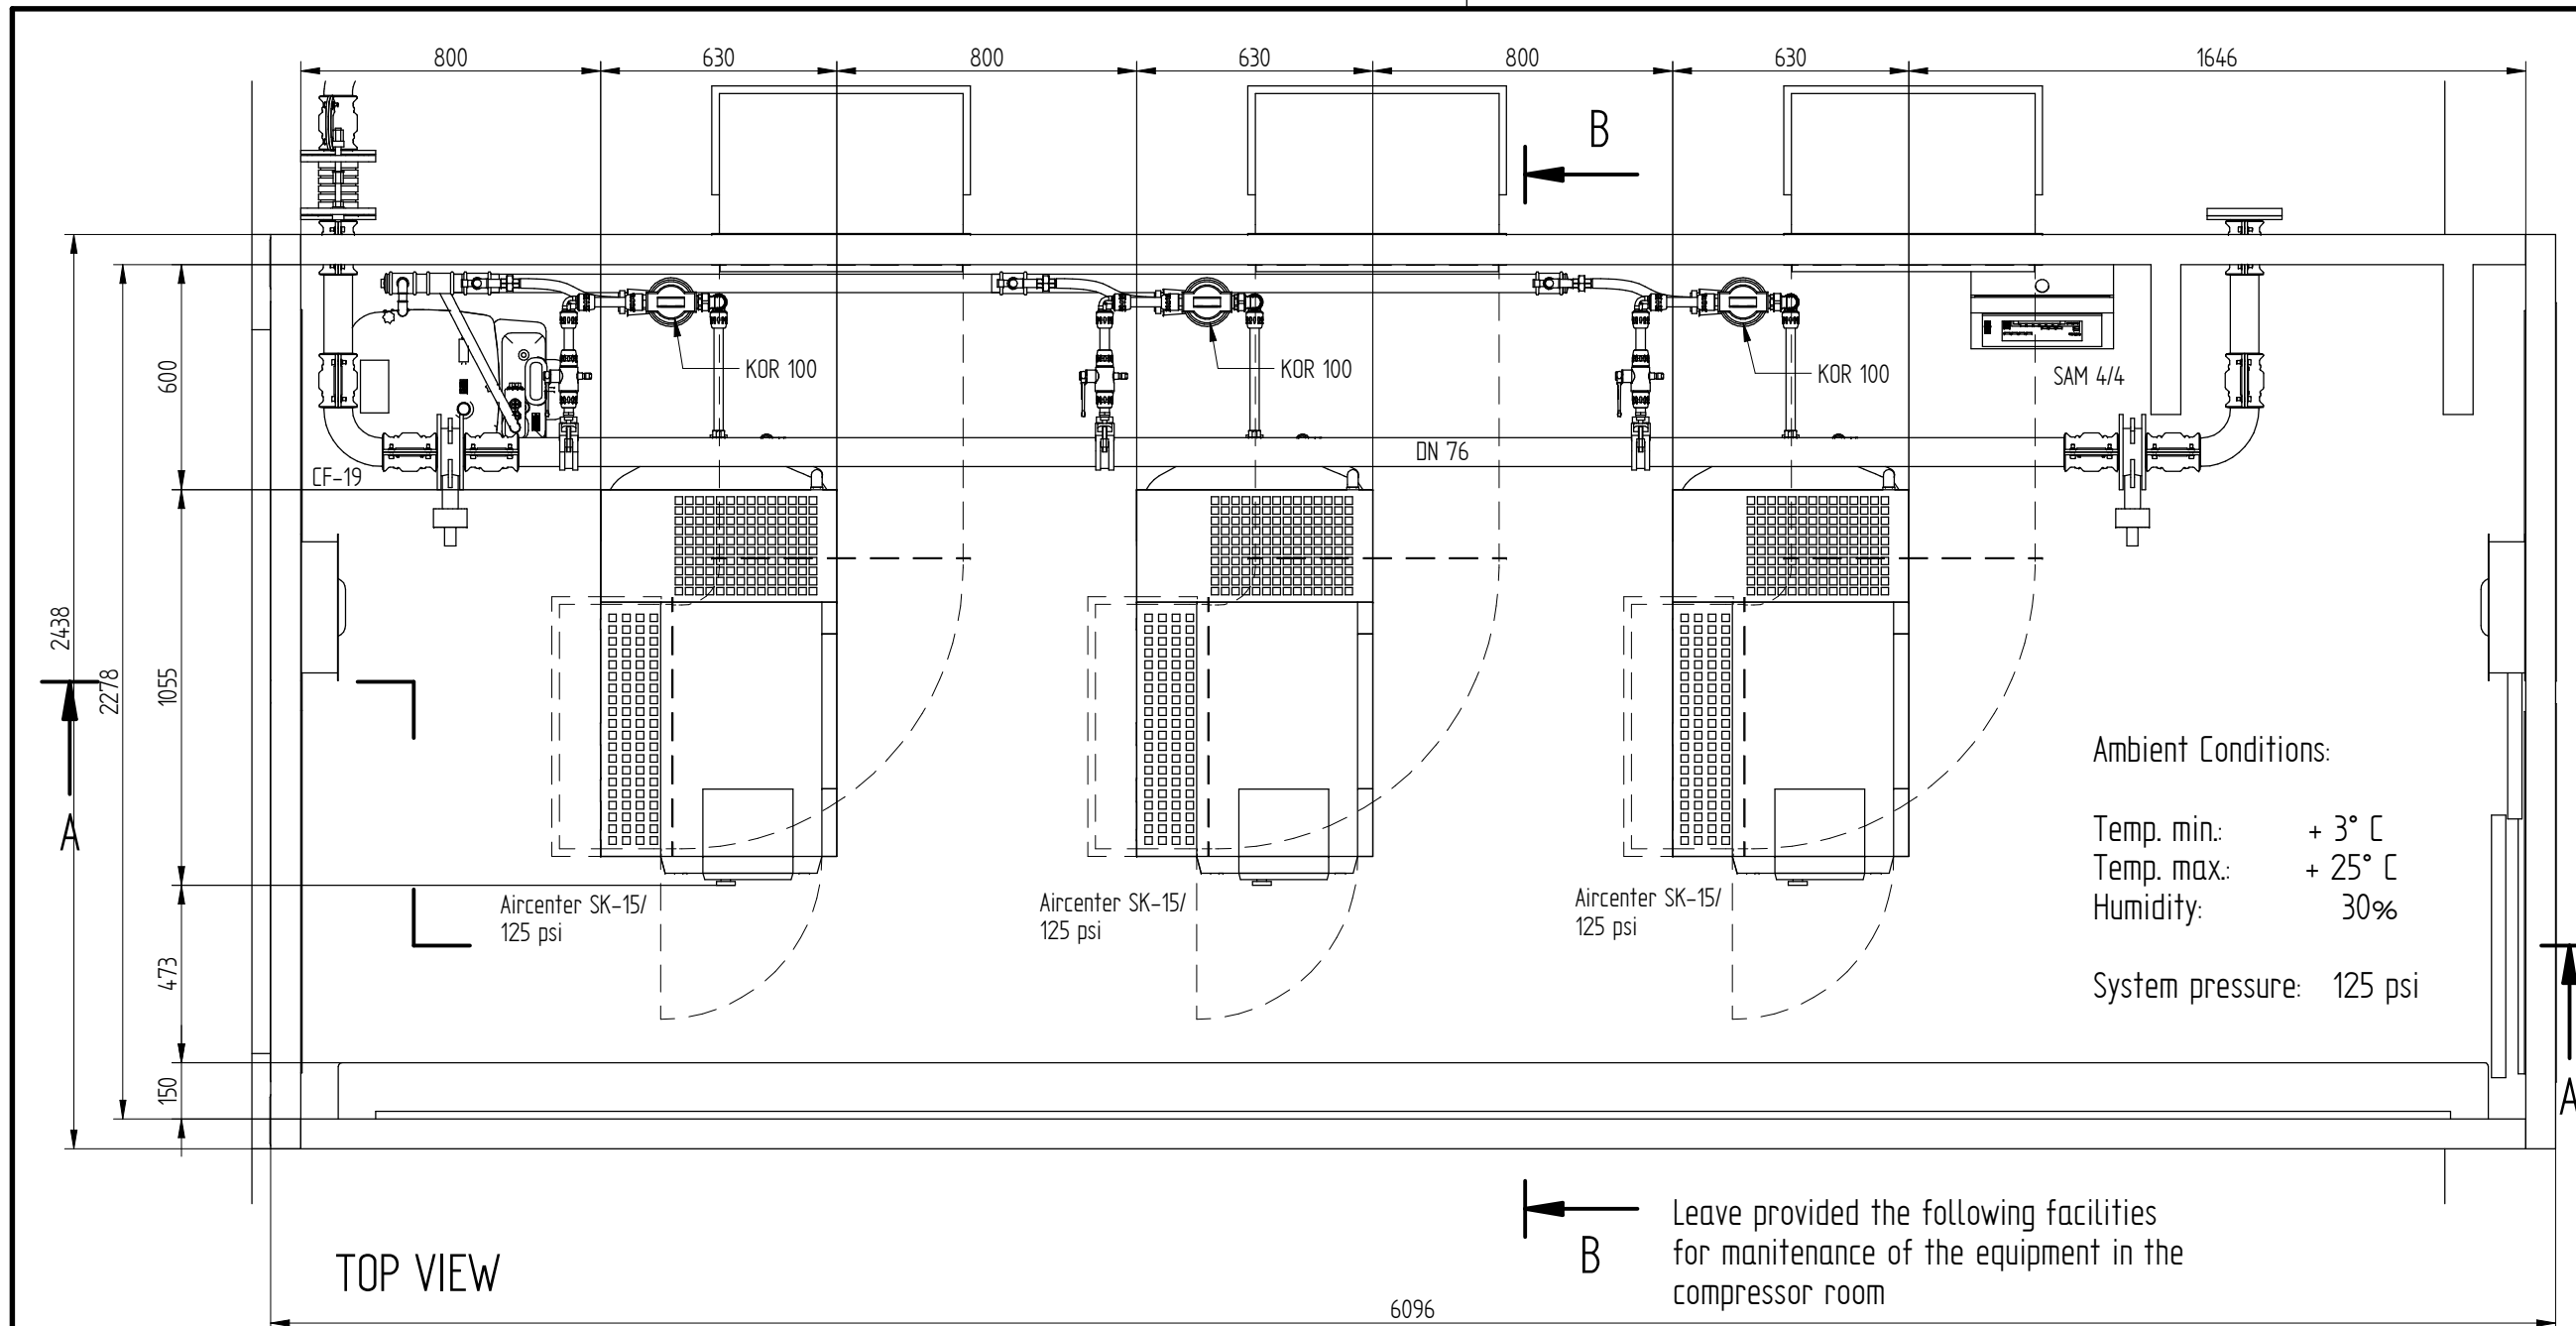 800
630
800
630
800
630
1646
B
KOR 100
KOR 100
KOR 100
SAM 4/4
600
CF-19
DN 76
2438
2278
1055
Ambient Conditions:
Temp. min.: + 3° C
Temp. max.: + 25° C
Humidity: 30%
System pressure: 125 psi
A
Aircenter SK-15/
125 psi
Aircenter SK-15/
125 psi
Aircenter SK-15/
125 psi
473
150
A
Leave provided the following facilities
for manitenance of the equipment in the
compressor room
B
TOP VIEW
6096